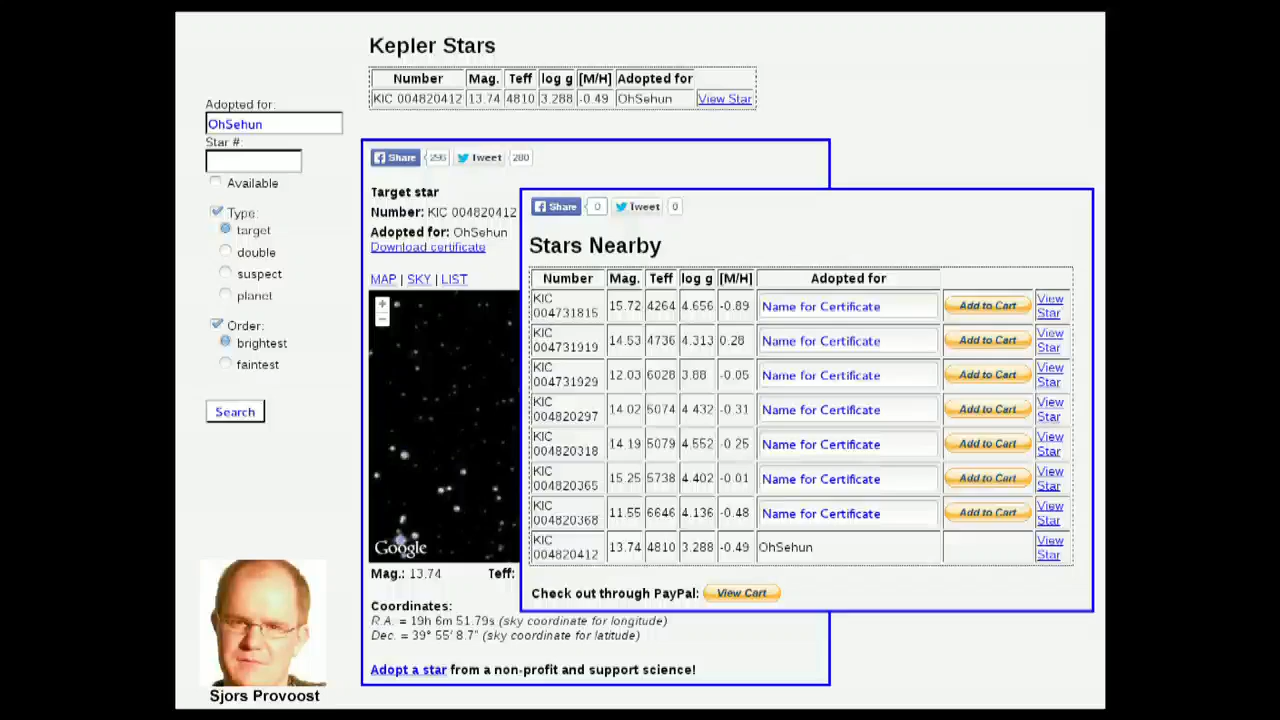 Kepler Stars
Number Mag. Teff log g [M/H] Adopted for
KIC 004820412 13.74 4810 3.288 -0.49 OhSehun View Star
Adopted for:
OhSehun
Star #:
Available
Type:
target
double
suspect
planet
Order:
brightest
faintest
Search
Sjors Provoost
Share 296 Tweet 280
Target star
Number: KIC 004820412
Adopted for: OhSehun
Download certificate
MAP | SKY | LIST
+
−
Google
Mag.: 13.74 Teff:
Coordinates:
R.A. = 19h 6m 51.79s (sky coordinate for longitude)
Dec. = 39° 55' 8.7" (sky coordinate for latitude)
Adopt a star from a non-profit and support science!
Share 0 Tweet 0
Stars Nearby
Number Mag. Teff log g [M/H] Adopted for
KIC 004731815 15.72 4264 4.656 -0.89 Name for Certificate Add to Cart View Star
KIC 004731919 14.53 4736 4.313 0.28 Name for Certificate Add to Cart View Star
KIC 004731929 12.03 6028 3.88 -0.05 Name for Certificate Add to Cart View Star
KIC 004820297 14.02 5074 4.432 -0.31 Name for Certificate Add to Cart View Star
KIC 004820318 14.19 5079 4.552 -0.25 Name for Certificate Add to Cart View Star
KIC 004820365 15.25 5738 4.402 -0.01 Name for Certificate Add to Cart View Star
KIC 004820368 11.55 6646 4.136 -0.48 Name for Certificate Add to Cart View Star
KIC 004820412 13.74 4810 3.288 -0.49 OhSehun View Star
Check out through PayPal: View Cart